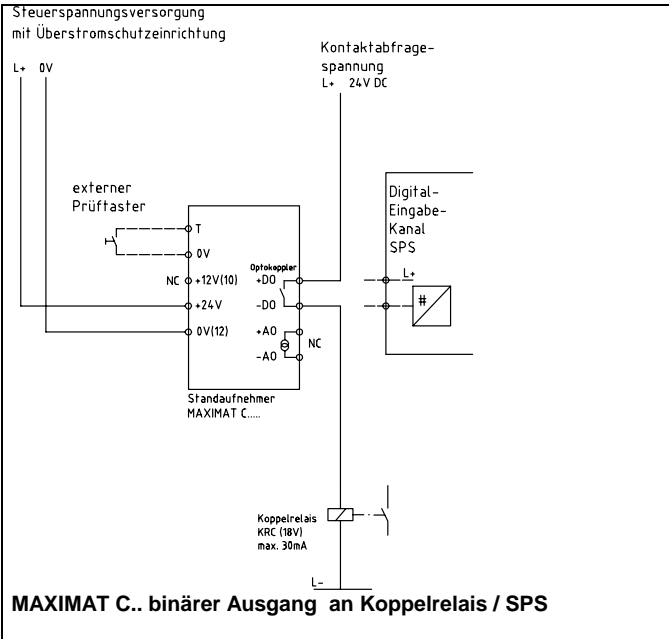 Steuerspannungsversorgung
mit Überstromschutzeinrichtung
L+ 0V
Kontaktabfrage-
spannung
L+ 24V DC
externer
Prüftaster
T
0V
NC +12V(10)
+24V
0V(12)
Optokoppler
+DO
-DO
+AO
-AO
NC
Digital-
Eingabe-
Kanal
SPS
L+
#
Standaufnehmer
MAXIMAT C.....
Koppelrelais
KRC (18V)
max. 30mA
L-
MAXIMAT C.. binärer Ausgang an Koppelrelais / SPS